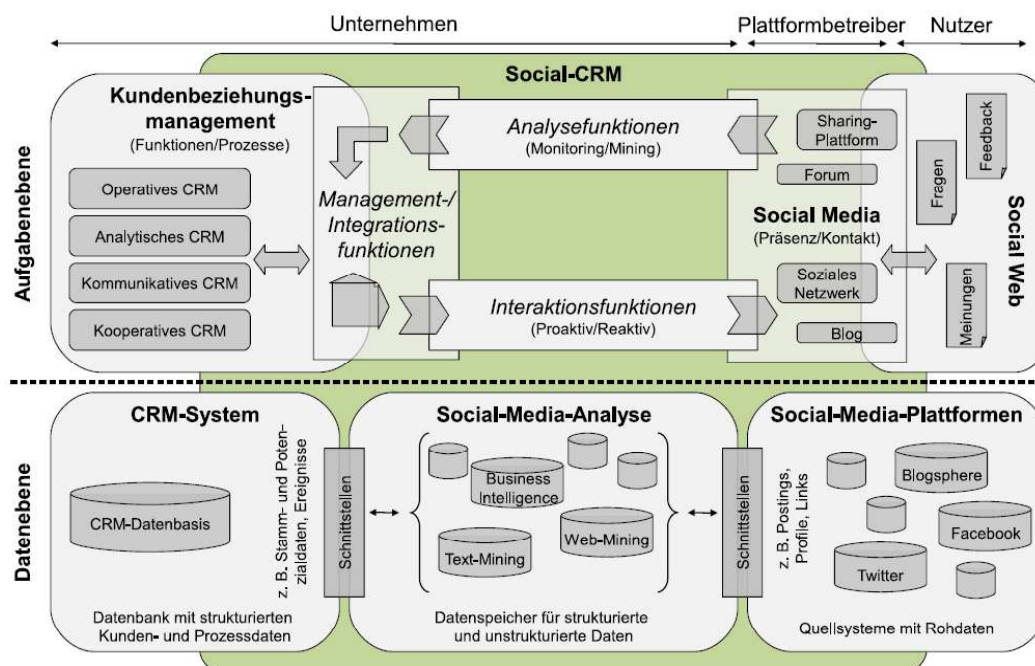 Unternehmen
Plattformbetreiber
Nutzer
Social-CRM
Aufgabenebene
Kundenbeziehungs-
management
(Funktionen/Prozesse)
Operatives CRM
Analytisches CRM
Kommunikatives CRM
Kooperatives CRM
Management-/
Integrations-
funktionen
Analysefunktionen
(Monitoring/Mining)
Interaktionsfunktionen
(Proaktiv/Reaktiv)
Sharing-
Plattform
Forum
Social Media
(Präsenz/Kontakt)
Soziales
Netzwerk
Blog
Fragen
Feedback
Meinungen
Social Web
Datenebene
CRM-System
CRM-Datenbasis
z. B. Stamm- und Poten-
zialdaten, Ereignisse
Datenbank mit strukturierten
Kunden- und Prozessdaten
Schnittstellen
Social-Media-Analyse
Business
Intelligence
Text-Mining
Web-Mining
Datenspeicher für strukturierte
und unstrukturierte Daten
Schnittstellen
Social-Media-Plattformen
z. B. Postings,
Profile, Links
Blogsphere
Facebook
Twitter
Quellsysteme mit Rohdaten